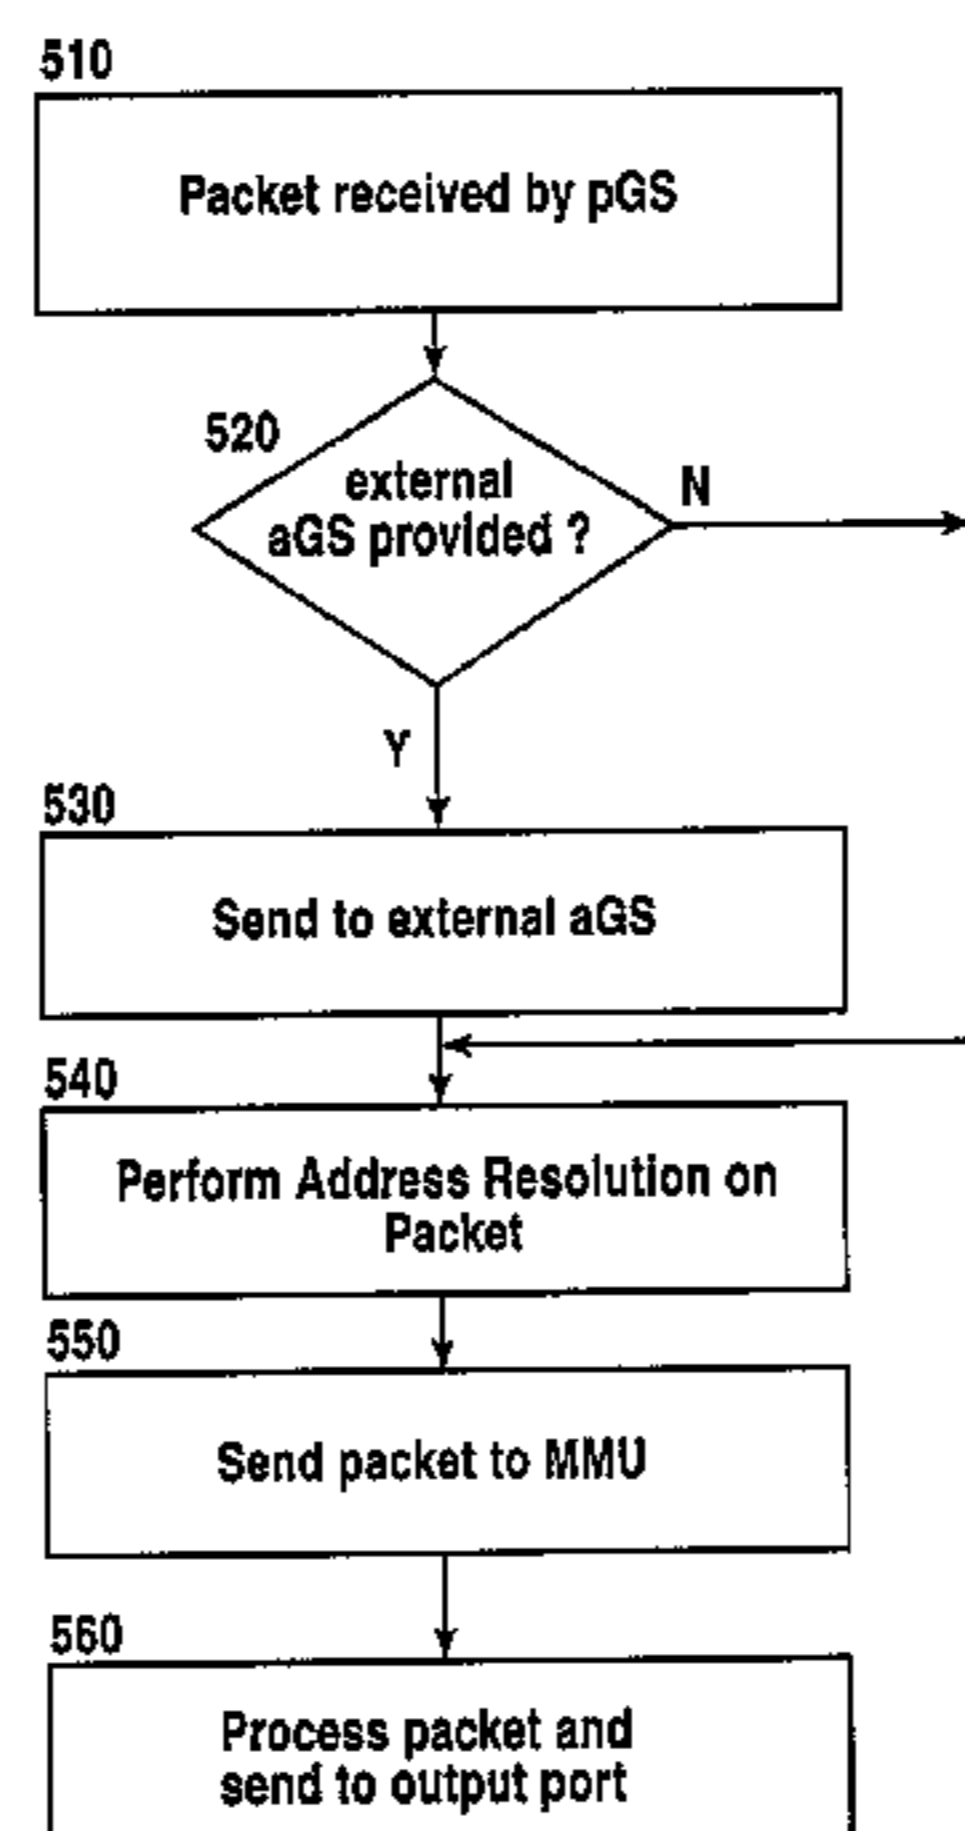 510
Packet received by pGS
520
external
aGS provided ?
N
Y
530
Send to external aGS
540
Perform Address Resolution on
Packet
550
Send packet to MMU
560
Process packet and
send to output port